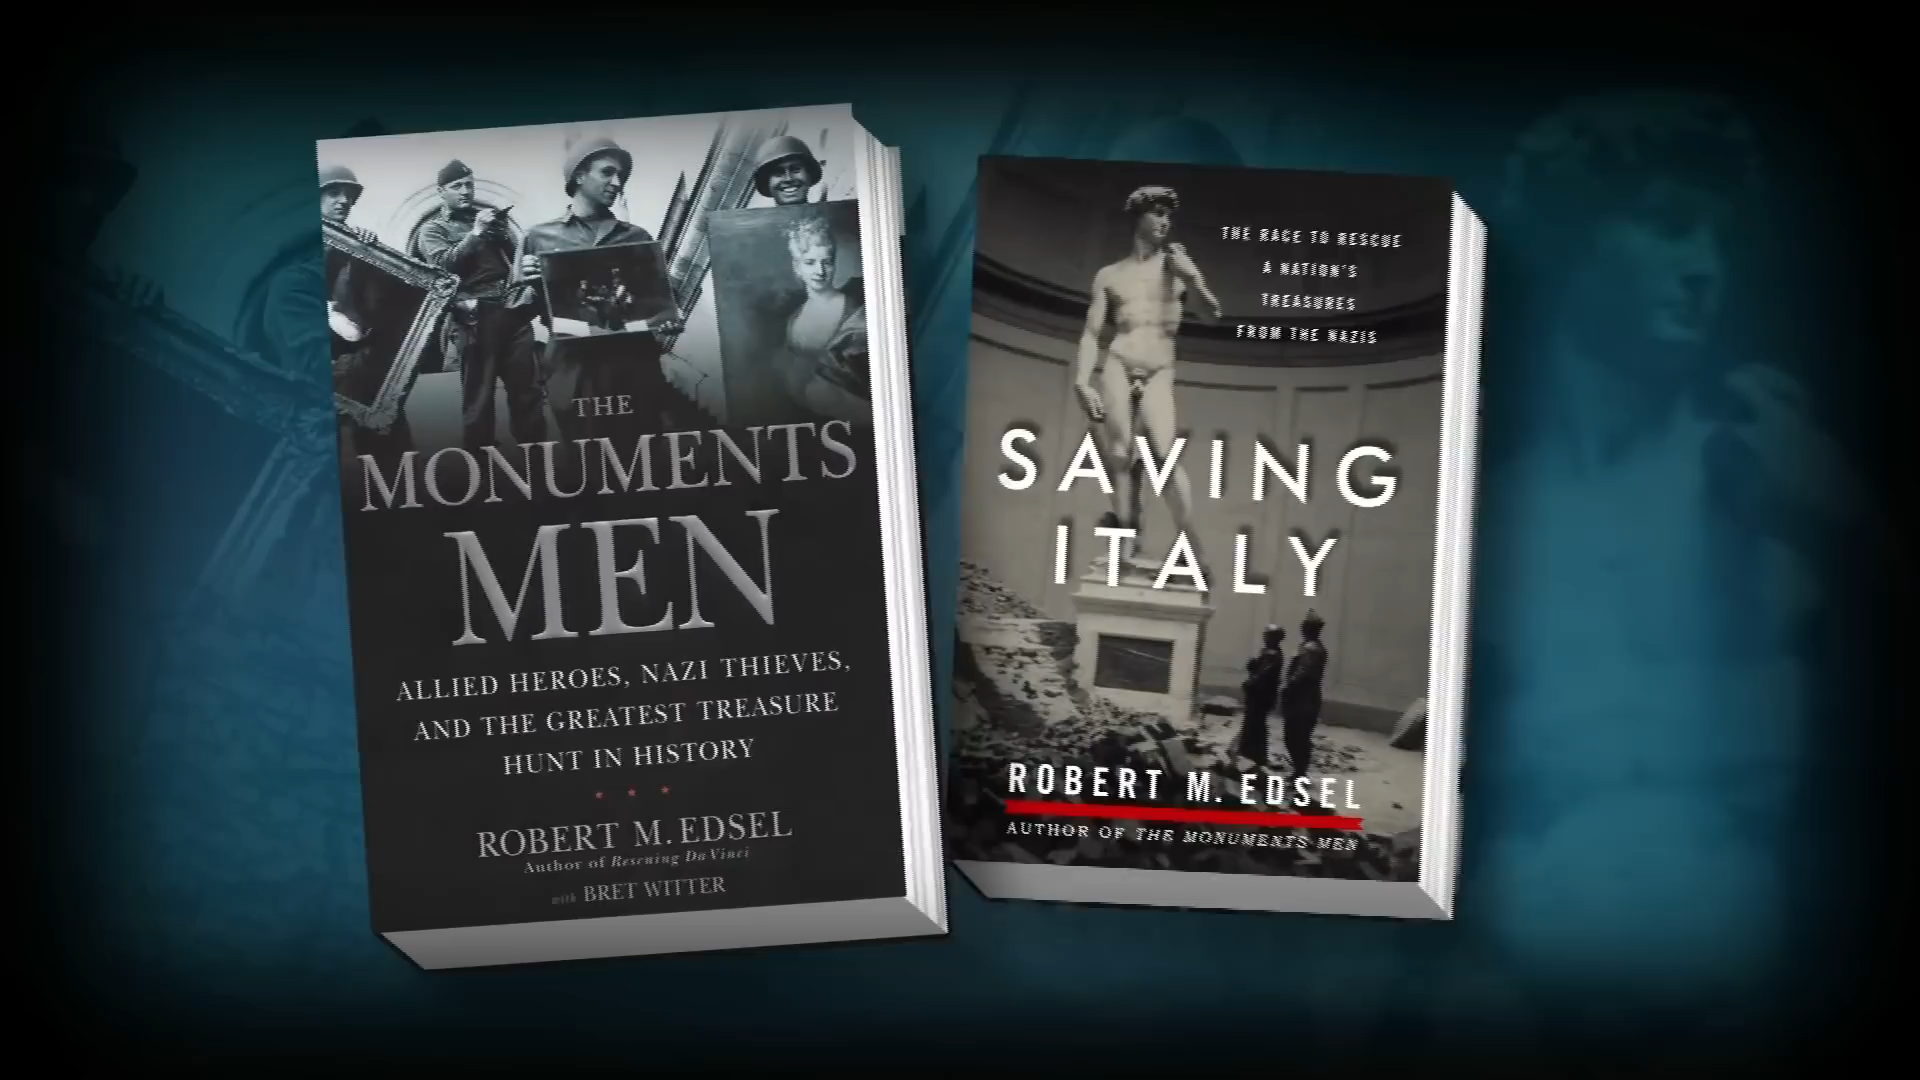 THE
MONUMENTS
MEN
ALLIED HEROES, NAZI THIEVES,
AND THE GREATEST TREASURE
HUNT IN HISTORY
ROBERT M. EDSEL
Author of Rescuing Da Vinci
with BRET WITTER
THE RACE TO RESCUE
A NATION'S
TREASURES
FROM THE NAZIS
SAVING
ITALY
ROBERT M. EDSEL
AUTHOR OF THE MONUMENTS MEN